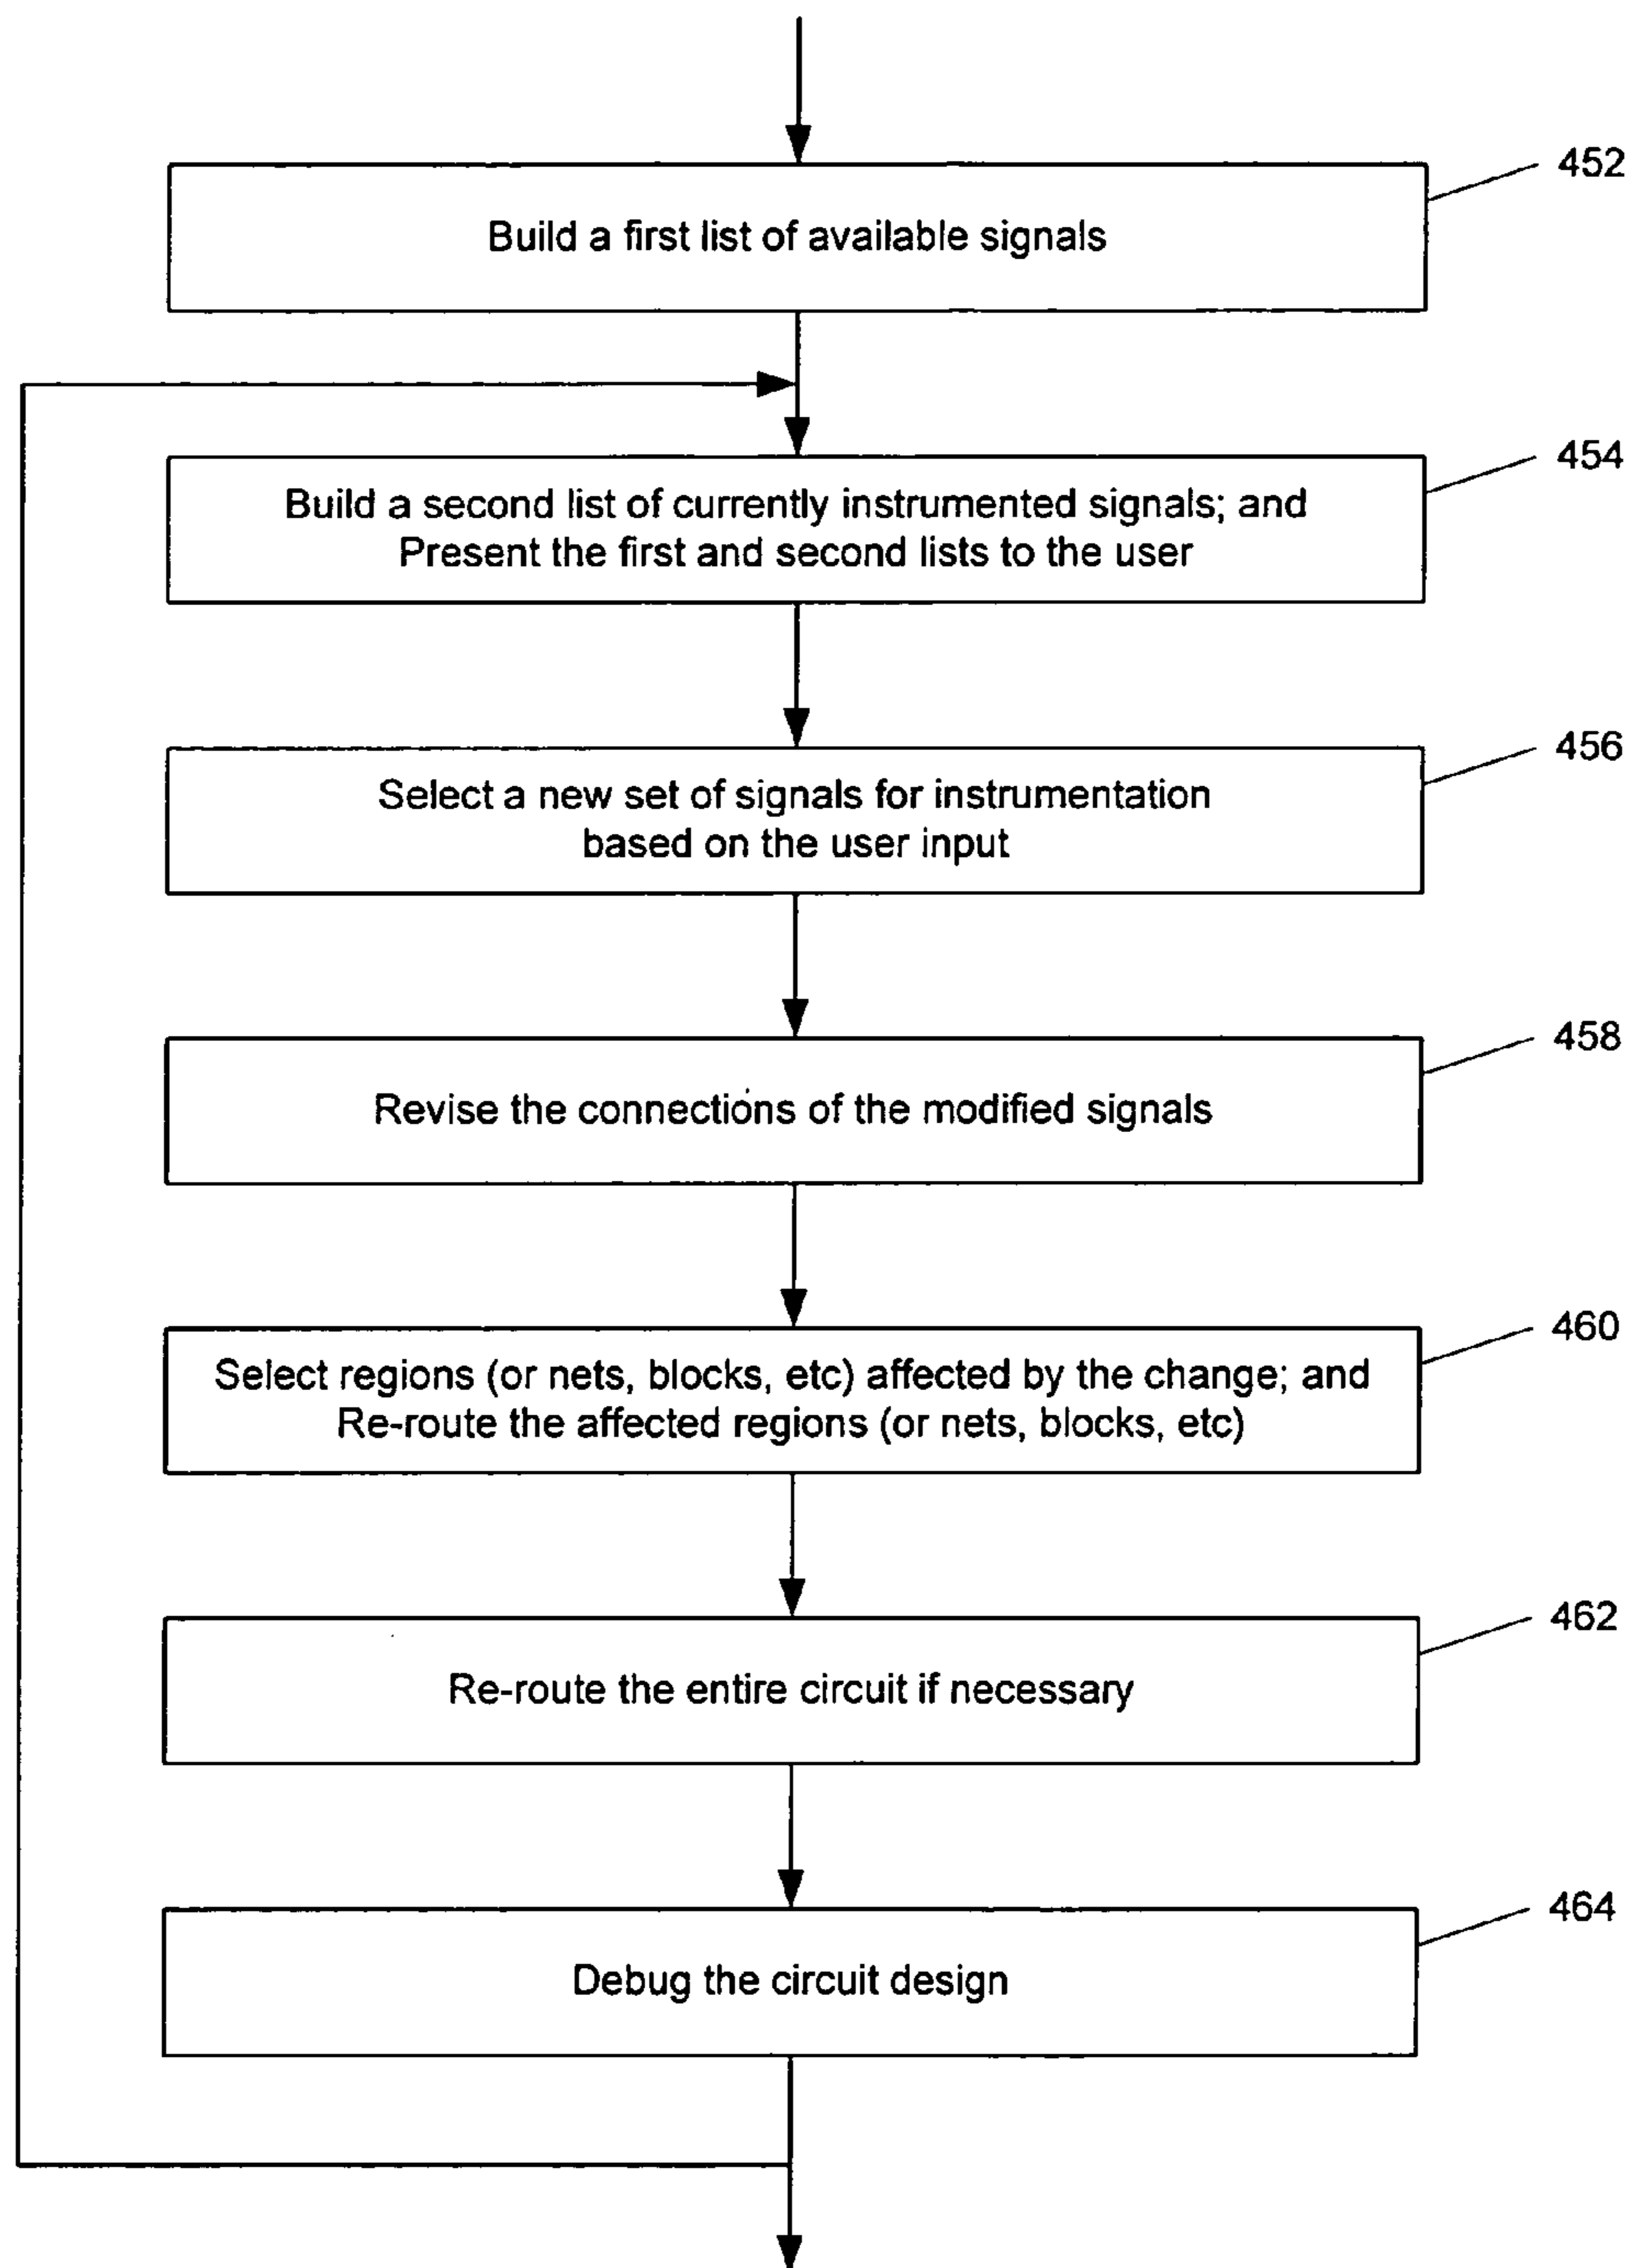 452
Build a first list of available signals
454
Build a second list of currently instrumented signals; and
Present the first and second lists to the user
456
Select a new set of signals for instrumentation
based on the user input
458
Revise the connections of the modified signals
460
Select regions (or nets, blocks, etc) affected by the change; and
Re-route the affected regions (or nets, blocks, etc)
462
Re-route the entire circuit if necessary
464
Debug the circuit design